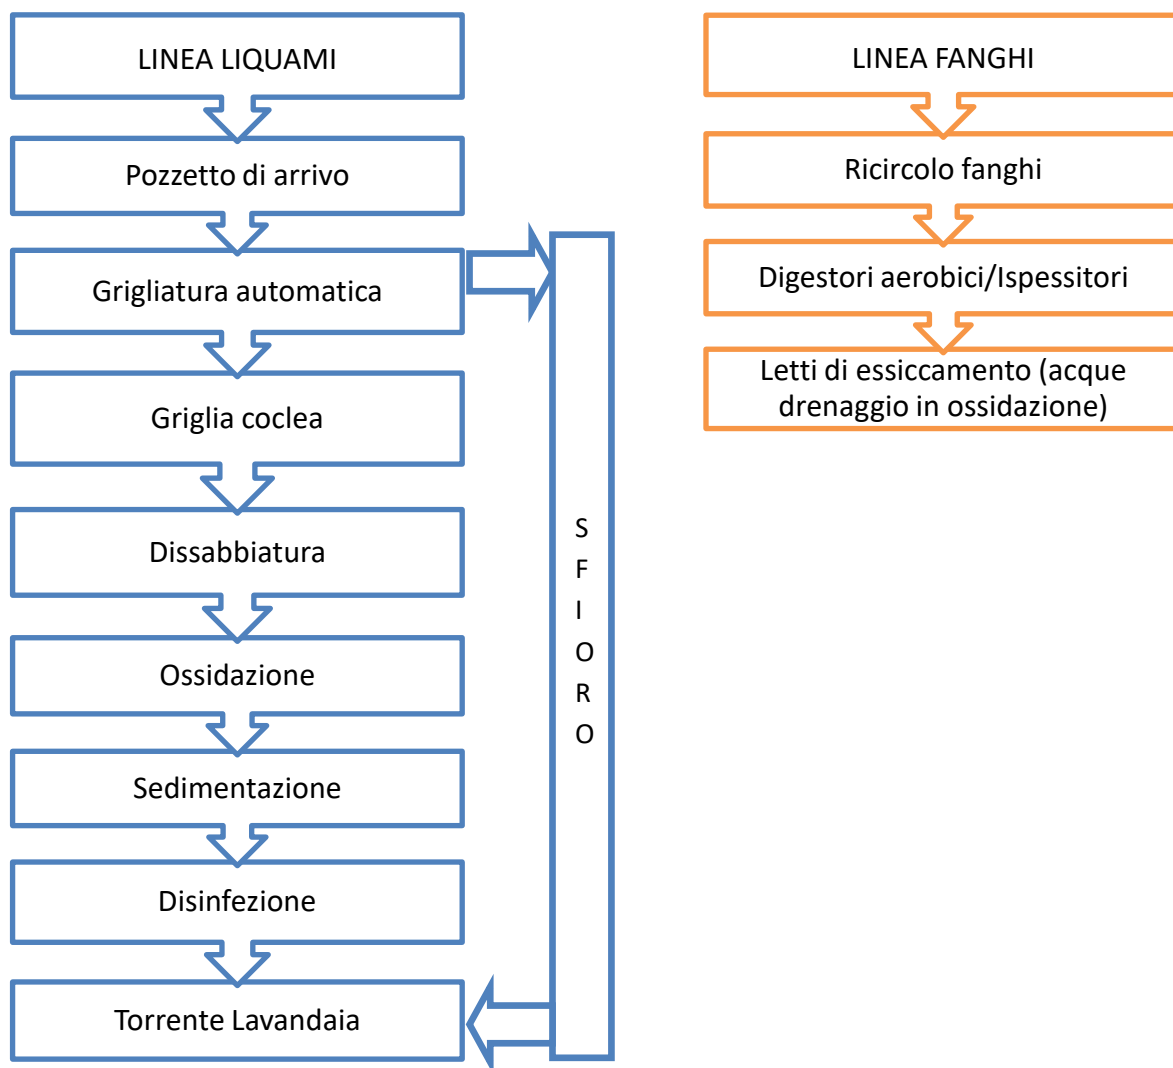 LINEA LIQUAMI
Pozzetto di arrivo
Grigliatura automatica
Griglia coclea
Dissabbiatura
Ossidazione
Sedimentazione
Disinfezione
Torrente Lavandaia
S
F
I
O
R
O
LINEA FANGHI
Ricircolo fanghi
Digestori aerobici/Ispessitori
Letti di essiccamento (acque
drenaggio in ossidazione)